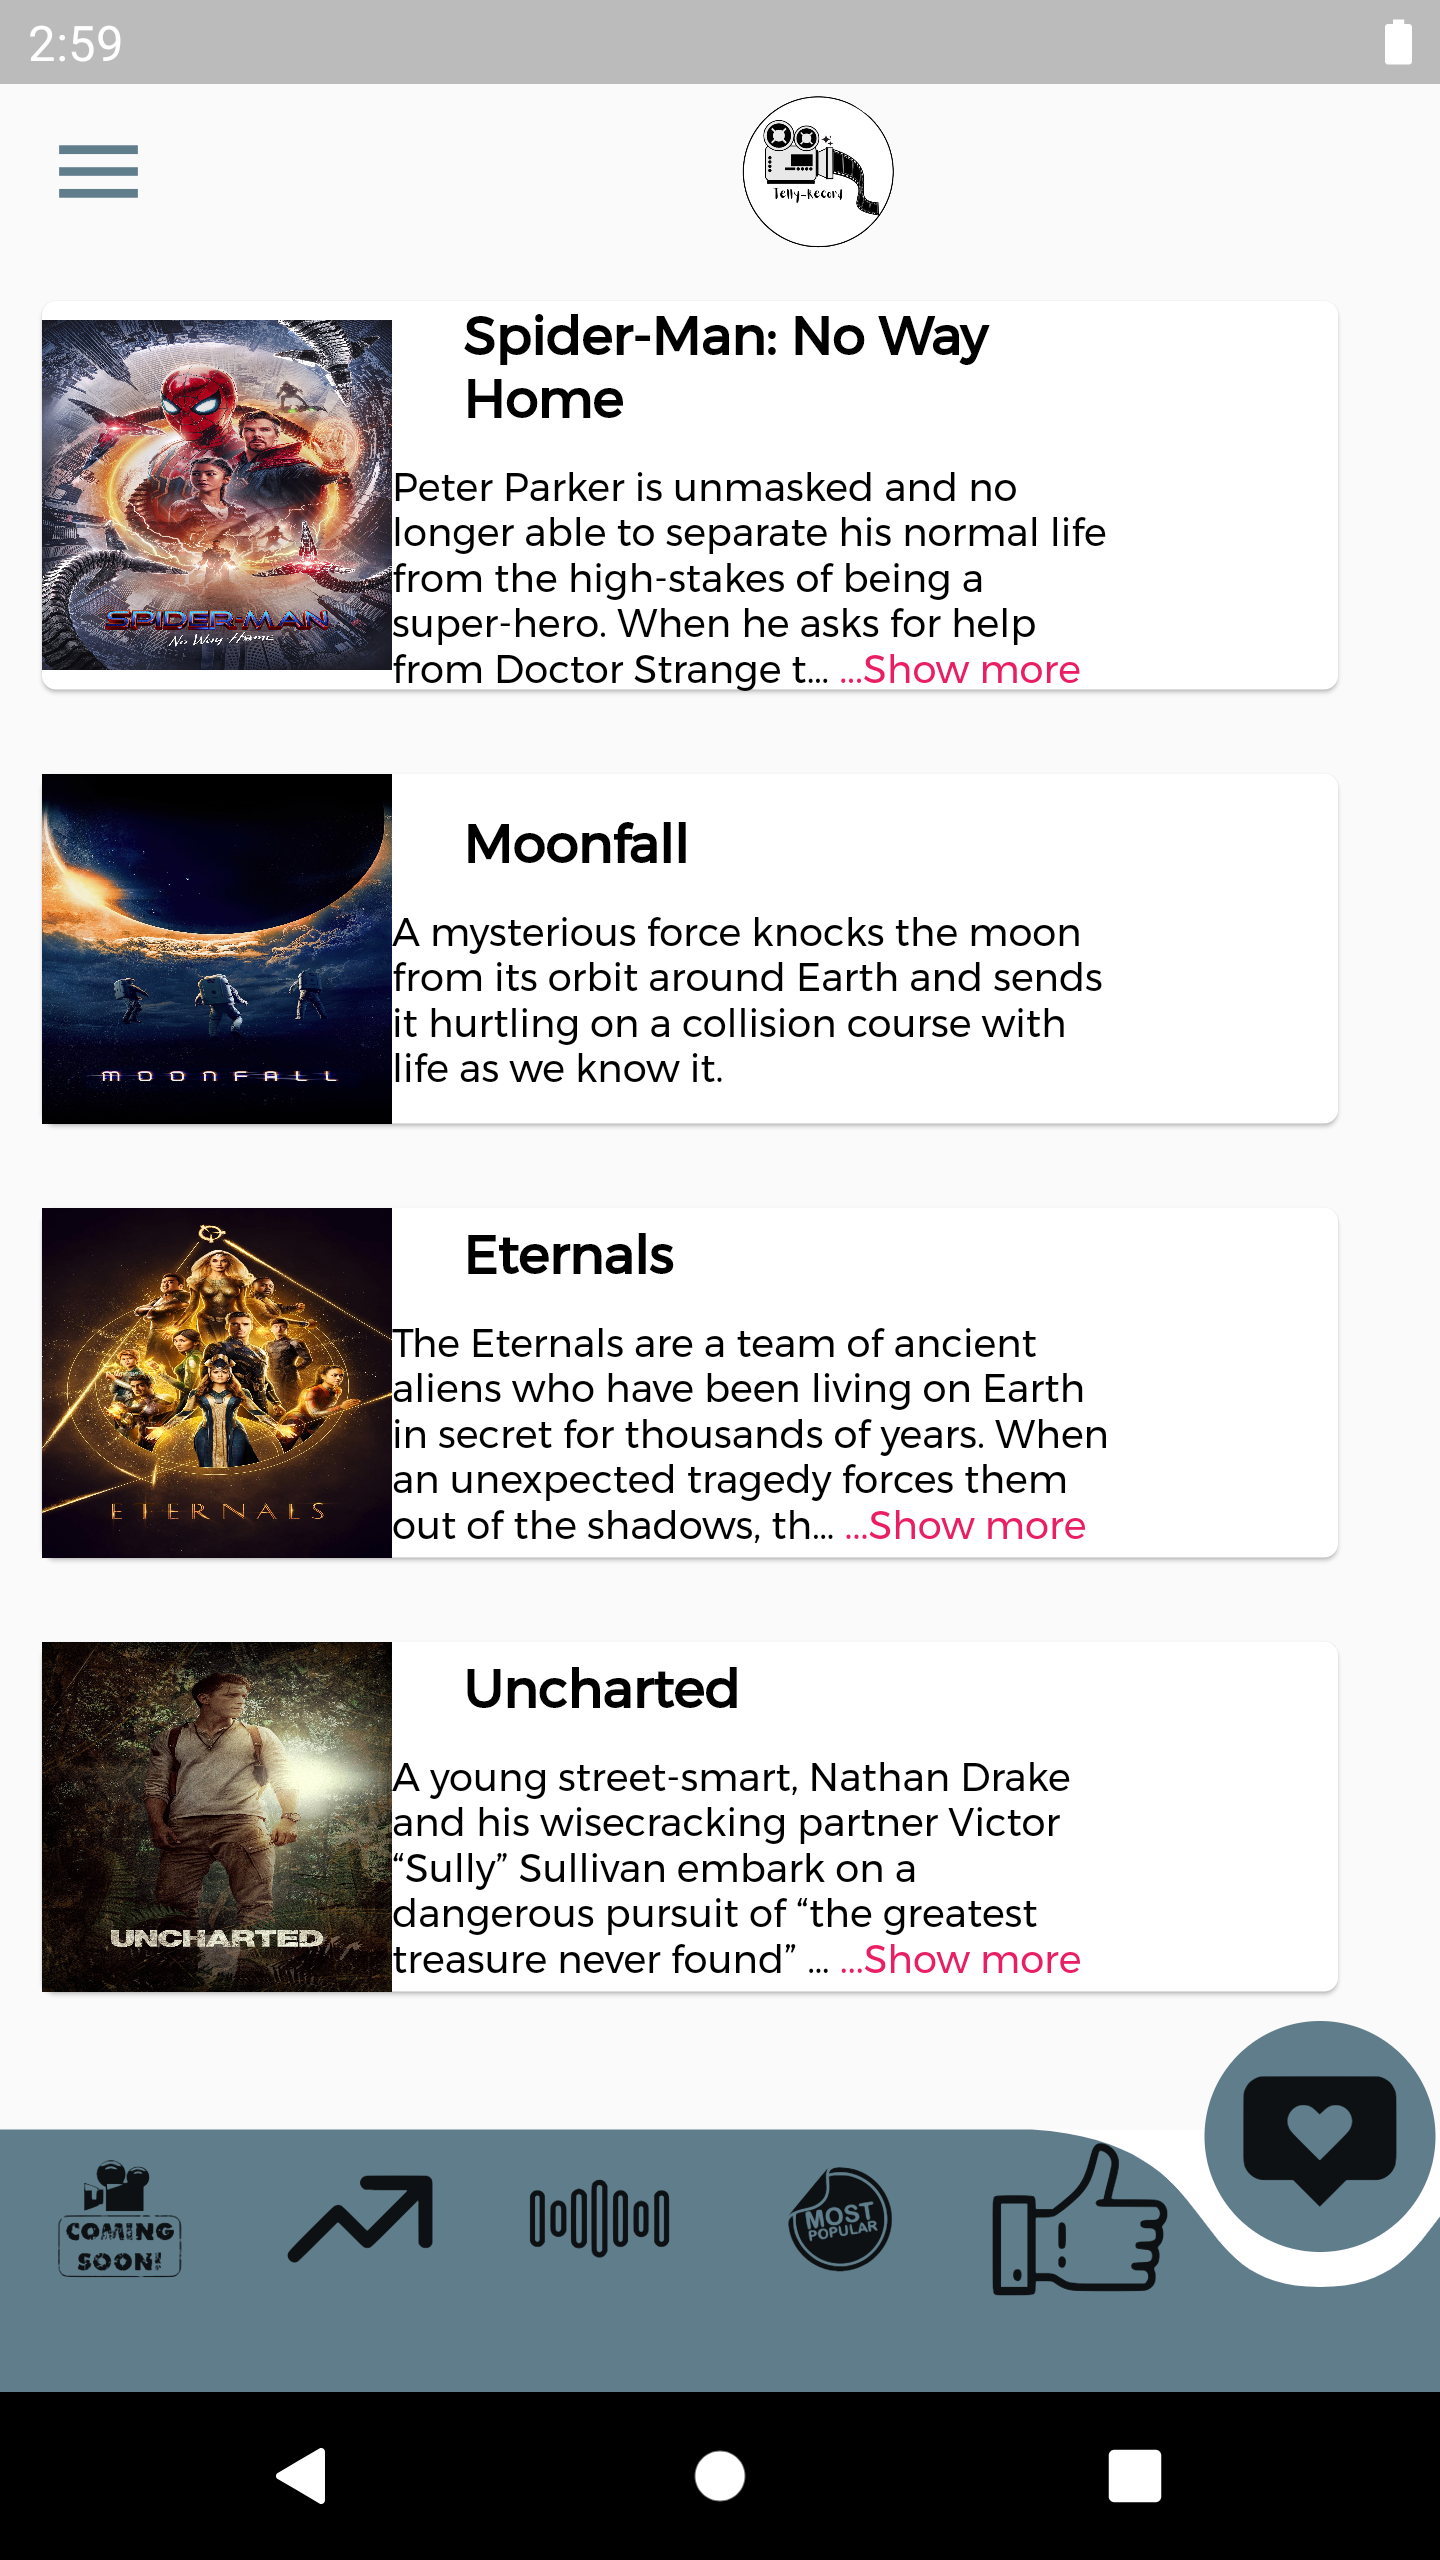 2:59
Telly-Record
Spider-Man: No Way
Home
Peter Parker is unmasked and no
longer able to separate his normal life
from the high-stakes of being a
super-hero. When he asks for help
from Doctor Strange t... ...Show more
SPIDER-MAN
No Way Home
Moonfall
A mysterious force knocks the moon
from its orbit around Earth and sends
it hurtling on a collision course with
life as we know it.
MOONFALL
Eternals
The Eternals are a team of ancient
aliens who have been living on Earth
in secret for thousands of years. When
an unexpected tragedy forces them
out of the shadows, th... ...Show more
ETERNALS
Uncharted
A young street-smart, Nathan Drake
and his wisecracking partner Victor
“Sully” Sullivan embark on a
dangerous pursuit of “the greatest
treasure never found” ... ...Show more
UNCHARTED
COMING
SOON!
MOST
POPULAR